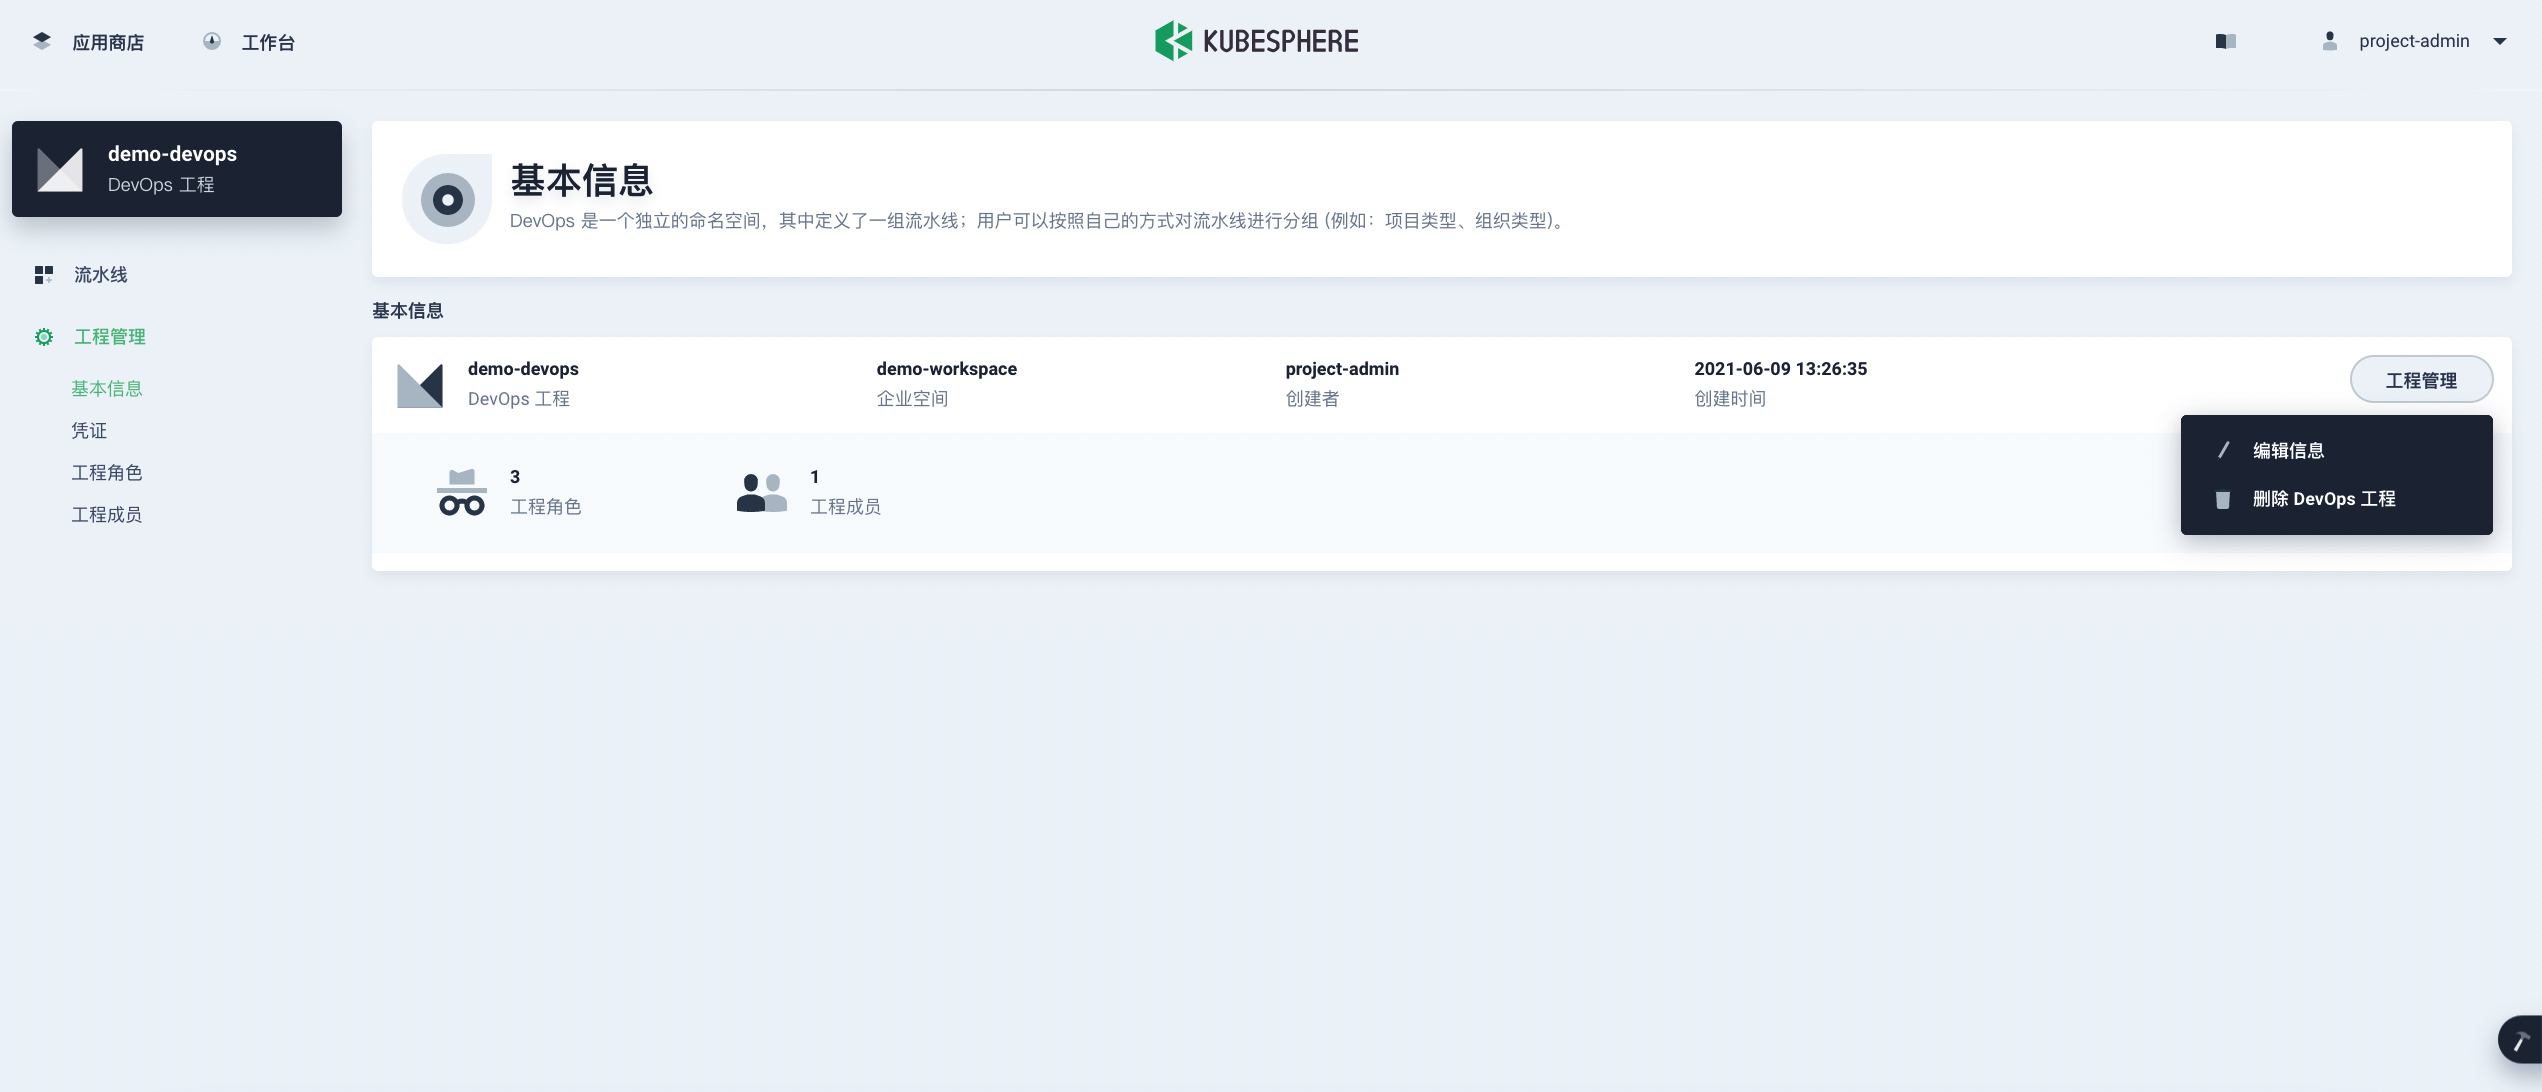 应用商店
工作台
KUBESPHERE
project-admin
demo-devops
DevOps 工程
流水线
工程管理
基本信息
凭证
工程角色
工程成员
基本信息
DevOps 是一个独立的命名空间，其中定义了一组流水线；用户可以按照自己的方式对流水线进行分组 (例如：项目类型、组织类型)。
基本信息
demo-devops
DevOps 工程
demo-workspace
企业空间
project-admin
创建者
2021-06-09 13:26:35
创建时间
工程管理
编辑信息
删除 DevOps 工程
3
工程角色
1
工程成员